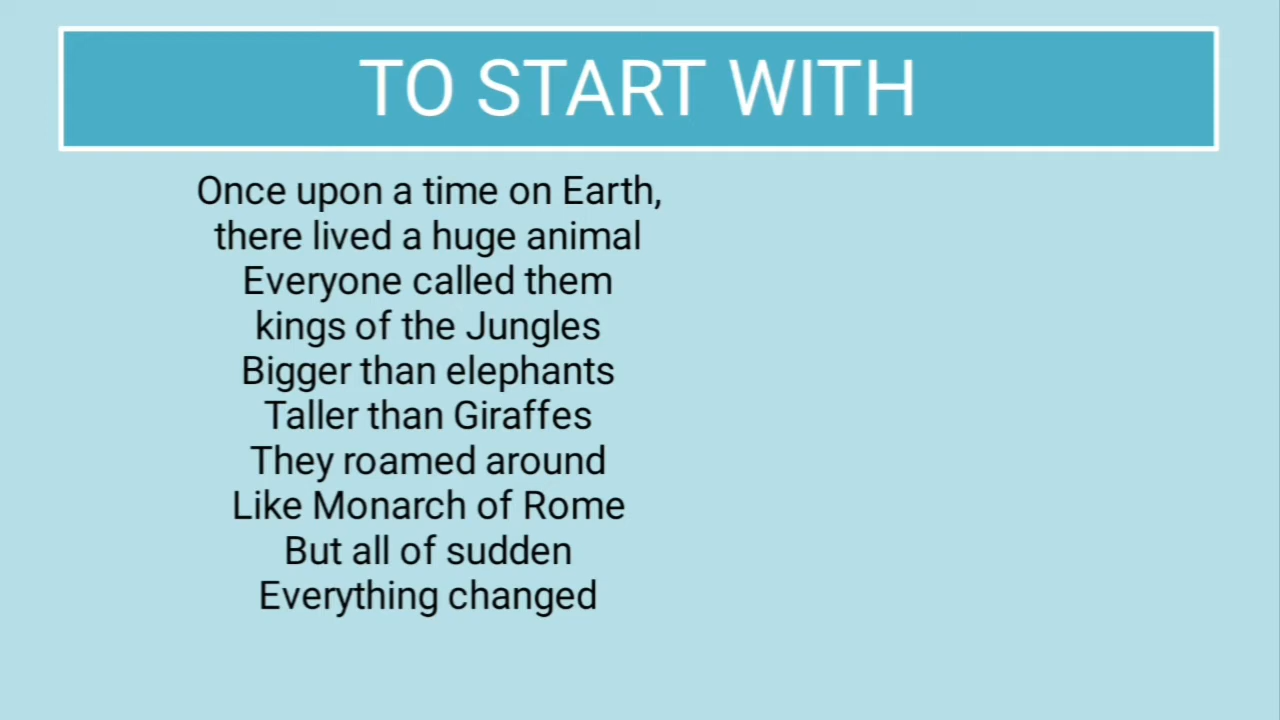 TO START WITH
Once upon a time on Earth,
there lived a huge animal
Everyone called them
kings of the Jungles
Bigger than elephants
Taller than Giraffes
They roamed around
Like Monarch of Rome
But all of sudden
Everything changed